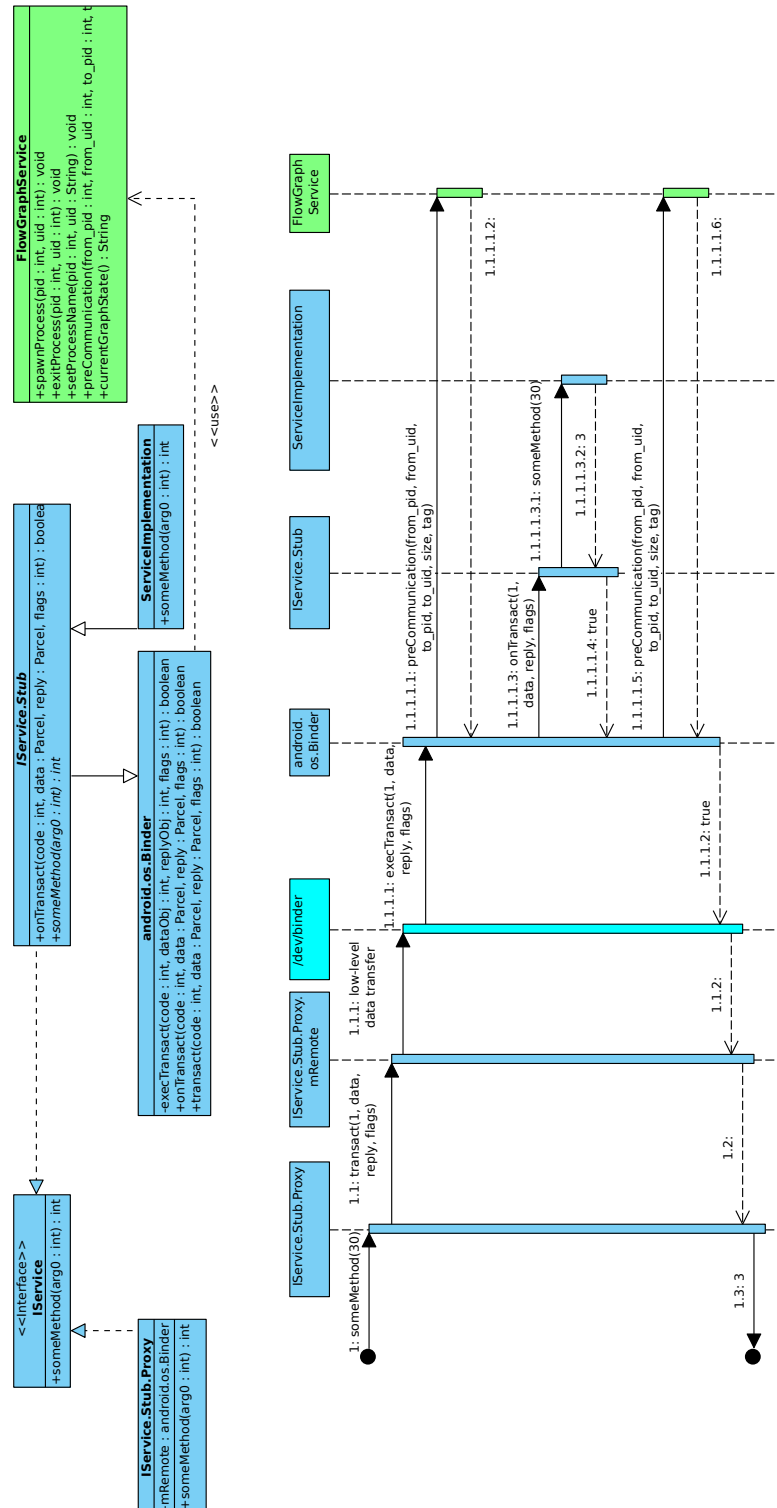 <<Interface>>
IService
+someMethod(arg0 : int) : int
IService.Stub.Proxy
-mRemote : android.os.Binder
+someMethod(arg0 : int) : int
IService.Stub
+onTransact(code : int, data : Parcel, reply : Parcel, flags : int) : boolean
+someMethod(arg0 : int) : int
android.os.Binder
-execTransact(code : int, dataObj : int, replyObj : int, flags : int) : boolean
+onTransact(code : int, data : Parcel, reply : Parcel, flags : int) : boolean
+transact(code : int, data : Parcel, reply : Parcel, flags : int) : boolean
ServiceImplementation
+someMethod(arg0 : int) : int
<<use>>
FlowGraphService
+spawnProcess(pid : int, uid : int) : void
+exitProcess(pid : int, uid : int) : void
+setProcessName(pid : int, uid : String) : void
+preCommunication(from_pid : int, from_uid : int, to_pid : int, t
+currentGraphState() : String
IService.Stub.Proxy
IService.Stub.Proxy.
mRemote
/dev/binder
android.
os.Binder
IService.Stub
ServiceImplementation
FlowGraph
Service
1: someMethod(30)
1.1: transact(1, data,
reply, flags)
1.1.1: low-level
data transfer
1.1.1.1: execTransact(1, data,
reply, flags)
1.1.1.1.1: preCommunication(from_pid, from_uid,
to_pid, to_uid, size, tag)
1.1.1.1.2:
1.1.1.1.3: onTransact(1,
data, reply, flags)
1.1.1.1.3.1: someMethod(30)
1.1.1.1.3.2: 3
1.1.1.1.4: true
1.1.1.1.5: preCommunication(from_pid, from_uid,
to_pid, to_uid, size, tag)
1.1.1.1.6:
1.1.1.2: true
1.1.2:
1.2:
1.3: 3